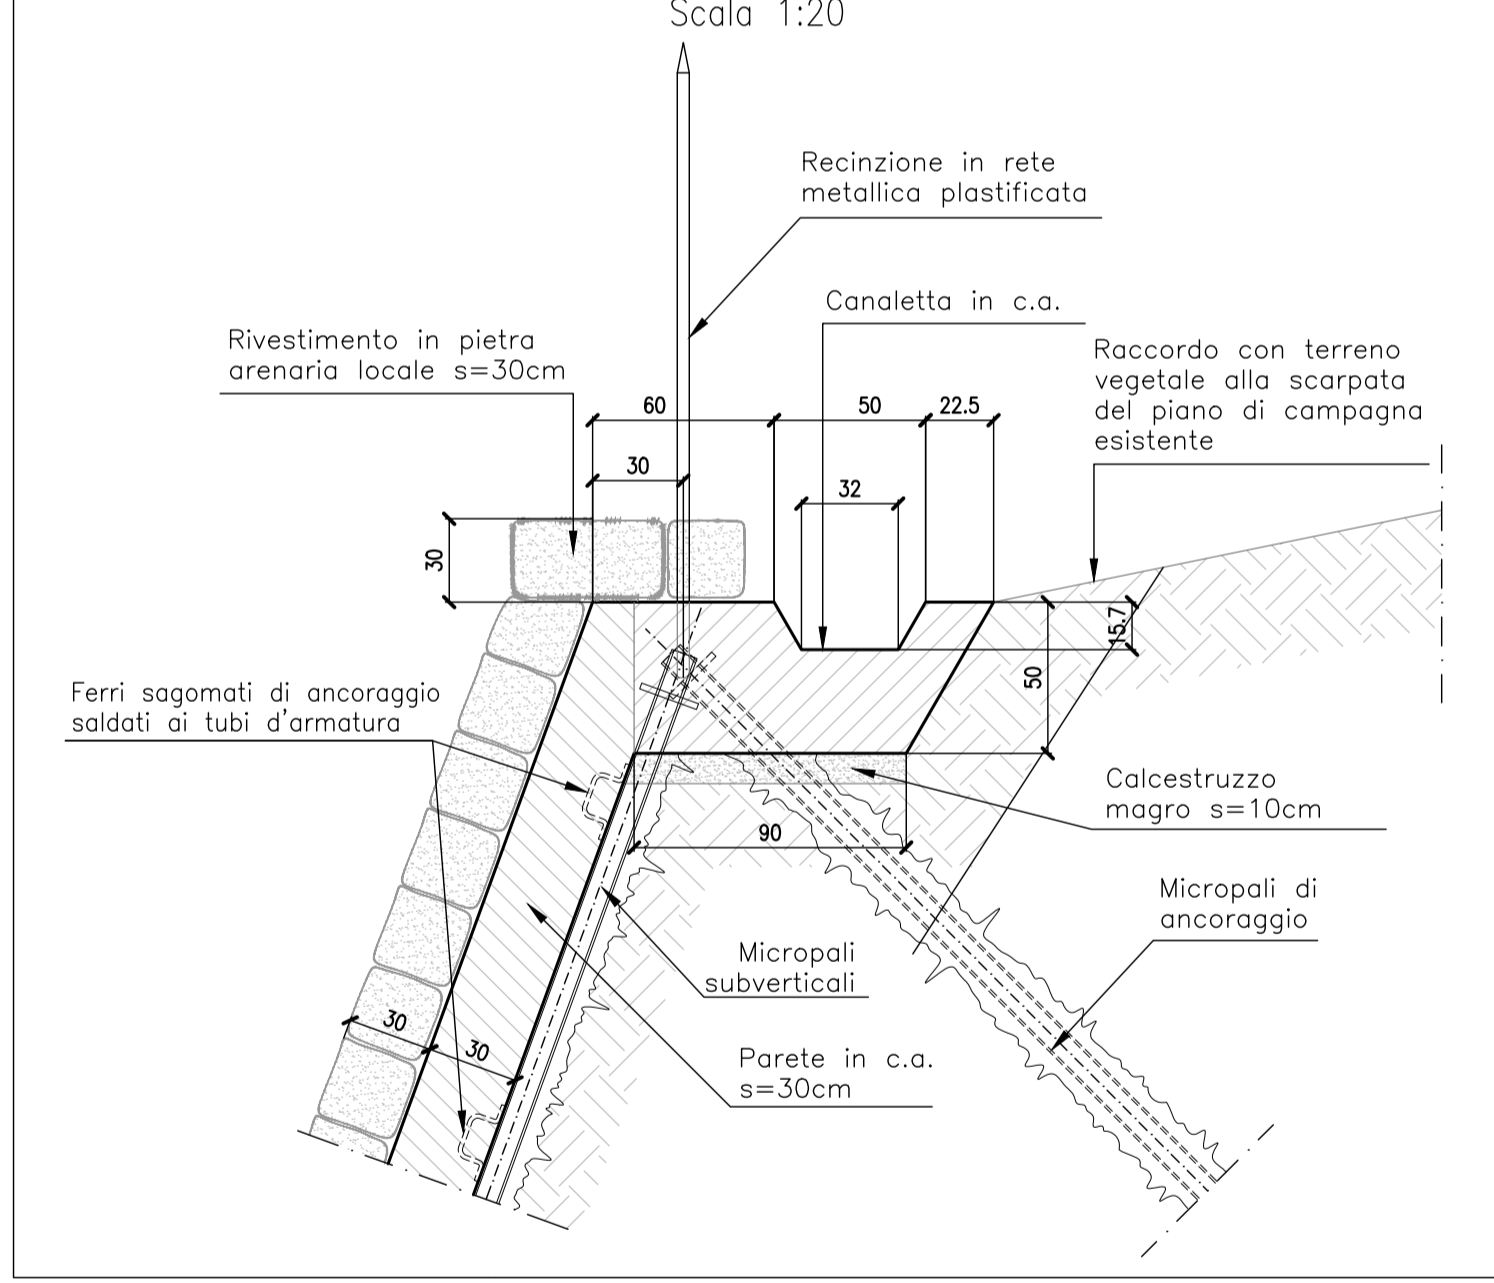 Scala 1:20
Recinzione in rete
metallica plastificata
Canaletta in c.a.
Rivestimento in pietra
arenaria locale s=30cm
Raccordo con terreno
vegetale alla scarpata
del piano di campagna
esistente
60
50
22.5
30
32
30
15.7
50
Ferri sagomati di ancoraggio
saldati ai tubi d'armatura
Calcestruzzo
magro s=10cm
90
Micropali di
ancoraggio
Micropali
subverticali
30
30
Parete in c.a.
s=30cm